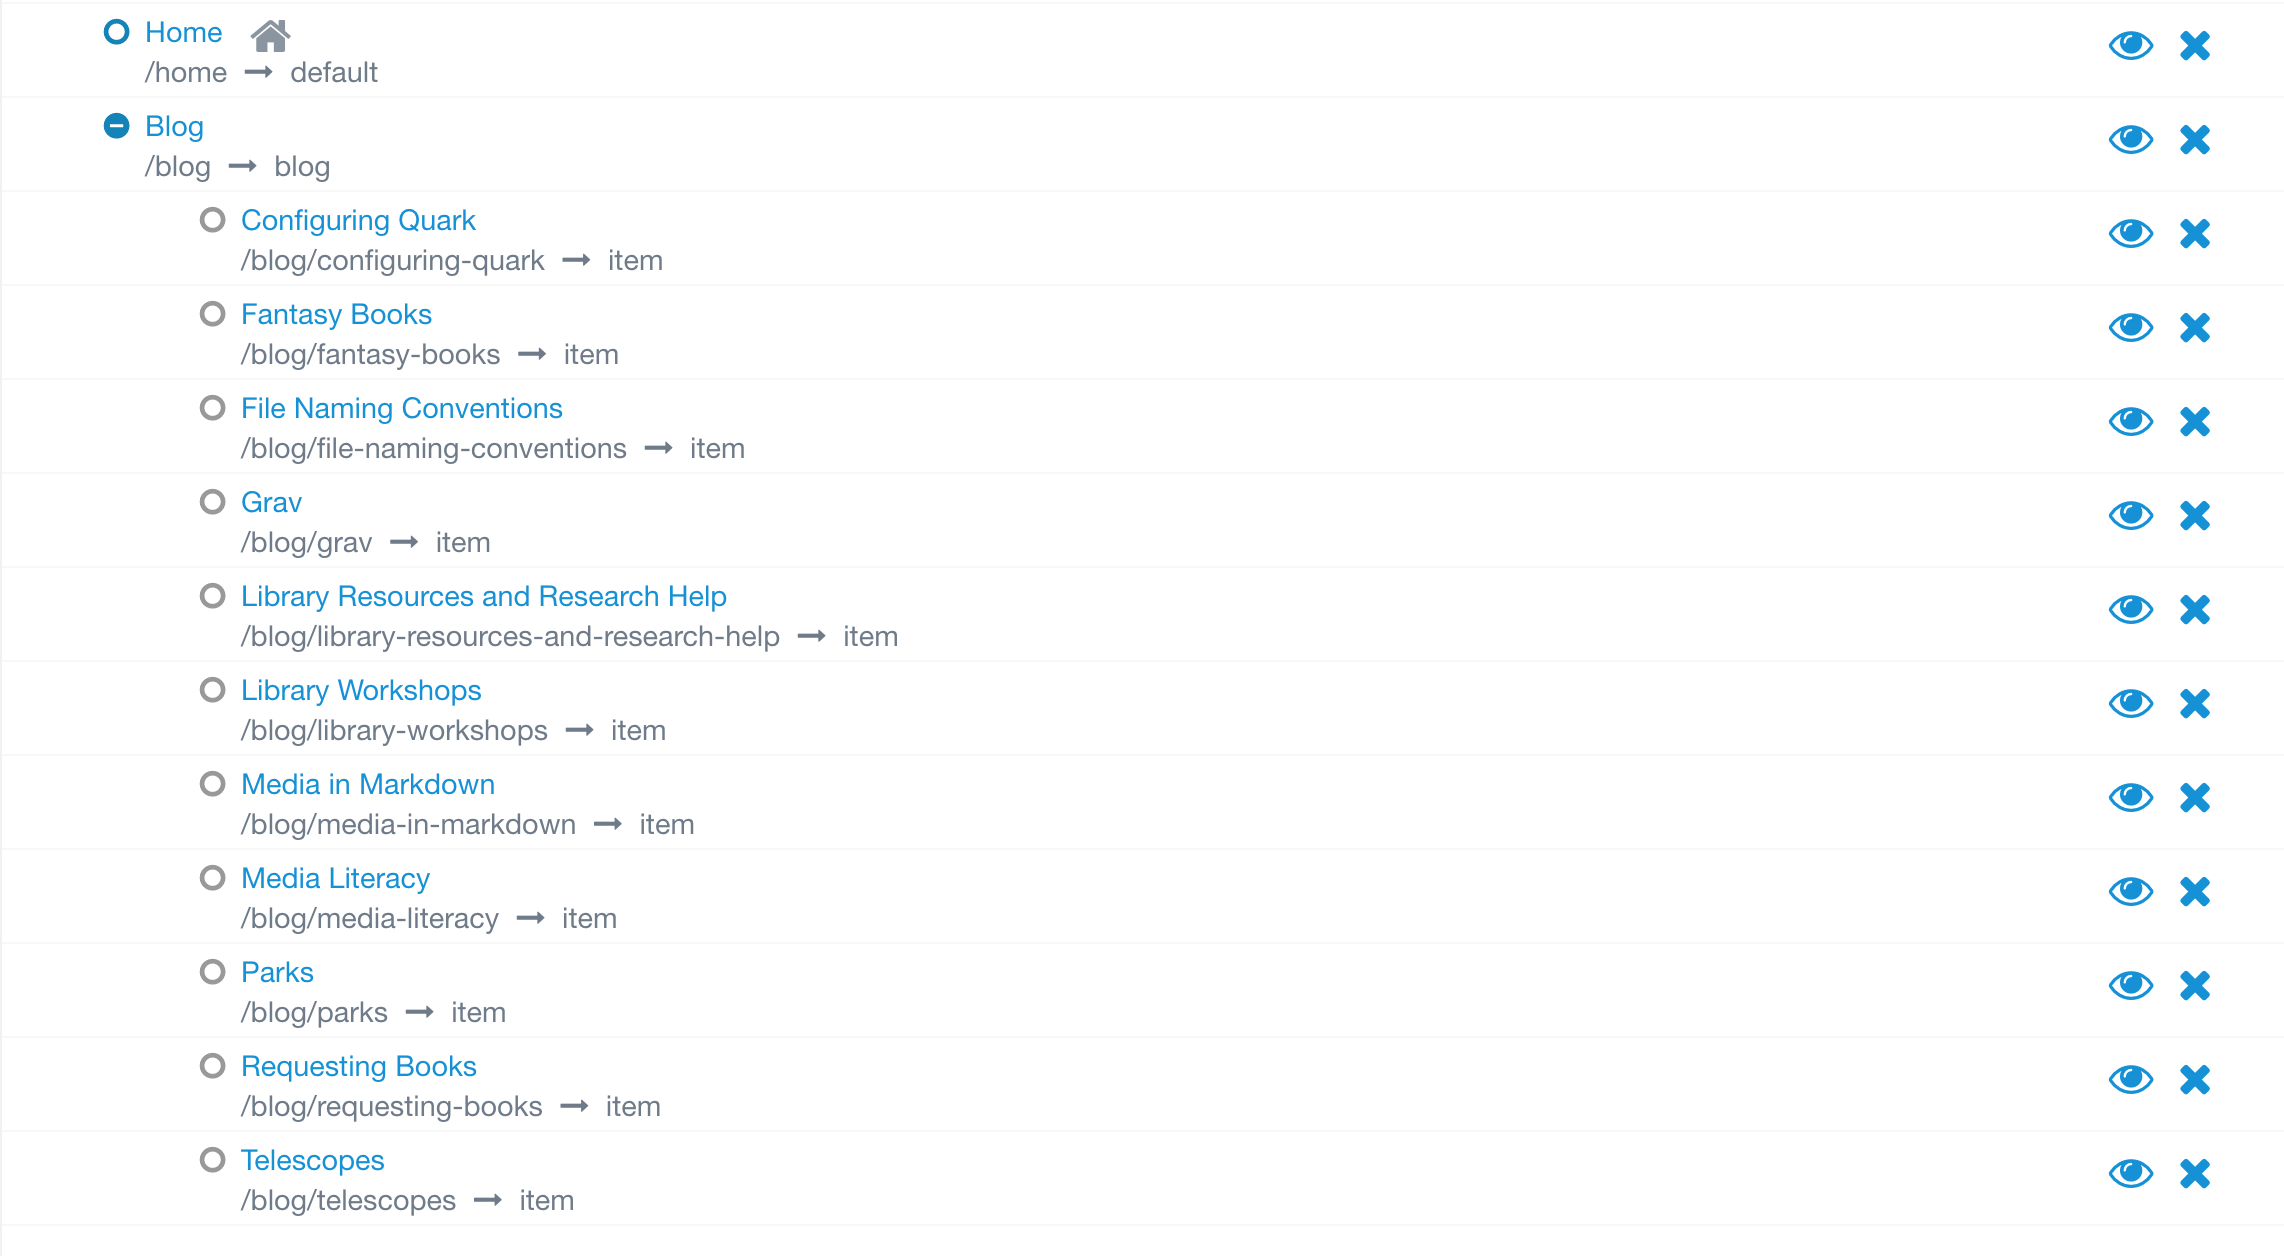 Home
/home → default
Blog
/blog → blog
Configuring Quark
/blog/configuring-quark → item
Fantasy Books
/blog/fantasy-books → item
File Naming Conventions
/blog/file-naming-conventions → item
Grav
/blog/grav → item
Library Resources and Research Help
/blog/library-resources-and-research-help → item
Library Workshops
/blog/library-workshops → item
Media in Markdown
/blog/media-in-markdown → item
Media Literacy
/blog/media-literacy → item
Parks
/blog/parks → item
Requesting Books
/blog/requesting-books → item
Telescopes
/blog/telescopes → item